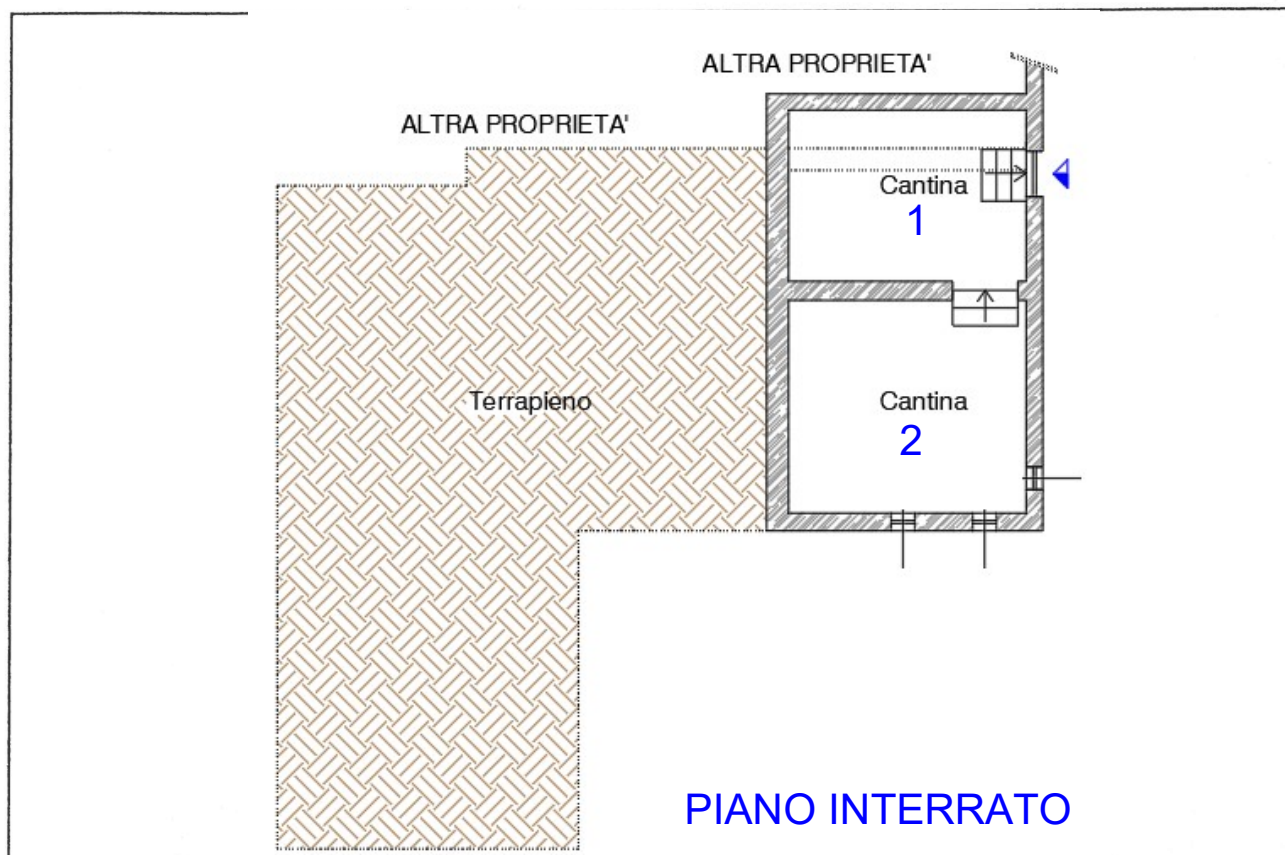 ALTRA PROPRIETA'
ALTRA PROPRIETA'
Cantina
1
Terrapieno
Cantina
2
PIANO INTERRATO